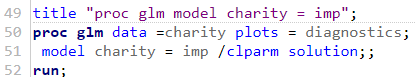 49 title "proc glm model charity = imp";
50 proc glm data =charity plots = diagnostics;
51 model charity = imp /clparm solution;;
52 run;